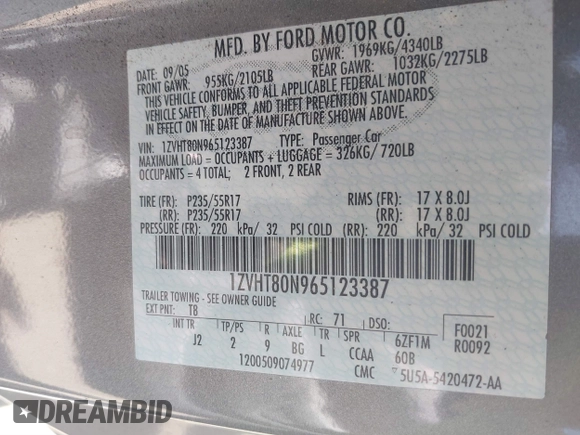 MFD. BY FORD MOTOR CO.
DATE: 09/05 GVWR: 1969KG/4340LB
FRONT GAWR: 955KG/2105LB REAR GAWR: 1032KG/2275LB
THIS VEHICLE CONFORMS TO ALL APPLICABLE FEDERAL MOTOR
VEHICLE SAFETY, BUMPER, AND THEFT PREVENTION STANDARDS
IN EFFECT ON THE DATE OF MANUFACTURE SHOWN ABOVE.
VIN: 1ZVHT80N965123387 TYPE: Passenger Car
MAXIMUM LOAD = OCCUPANTS + LUGGAGE = 326KG/720LB
OCCUPANTS = 4 TOTAL; 2 FRONT, 2 REAR
TIRE (FR): P235/55R17 RIMS (FR): 17 X 8.0J
(RR): P235/55R17 (RR): 17 X 8.0J
PRESSURE (FR): 220 kPa/ 32 PSI COLD (RR): 220 kPa/ 32 PSI COLD
1ZVHT80N965123387
TRAILER TOWING - SEE OWNER GUIDE
EXT PNT: T8 RC: 71 DSO: F0021
INT TR TP/PS R AXLE TR SPR 6ZF1M R0092
J2 2 9 BG L CCAA 60B
1200509074977 CMC 5U5A-5420472-AA
DREAMBID